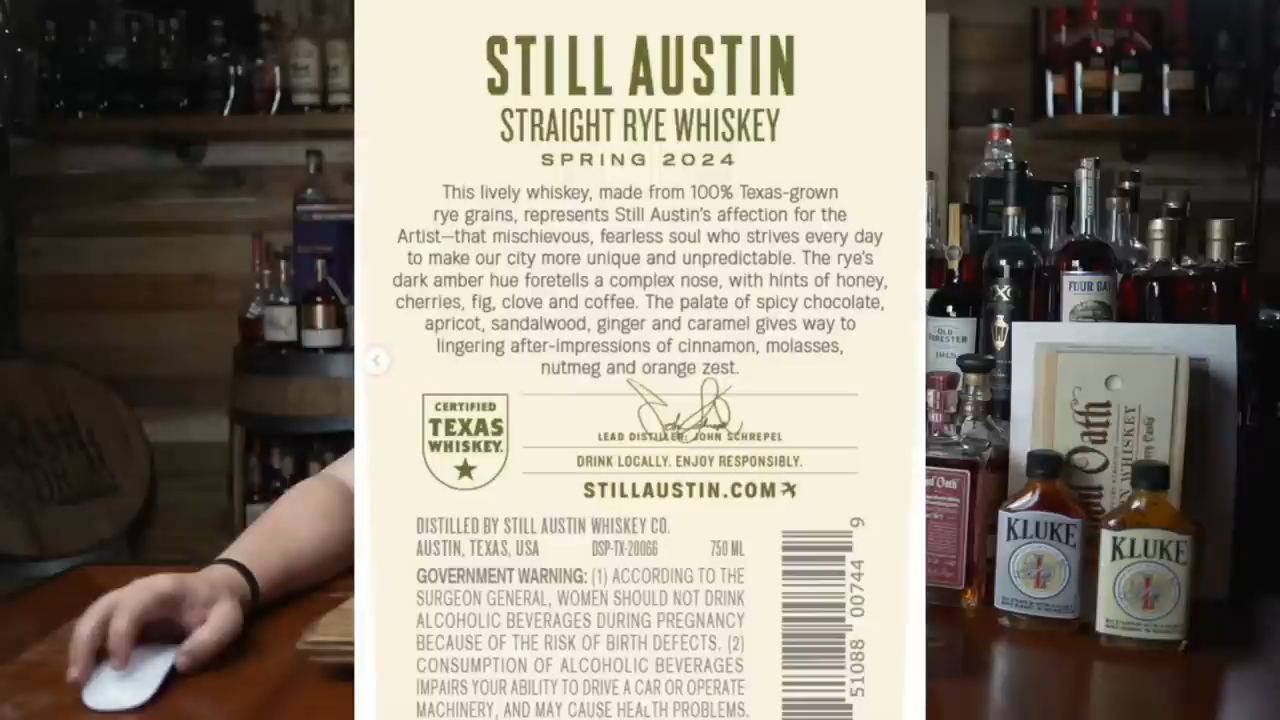 STILL AUSTIN
STRAIGHT RYE WHISKEY
SPRING 2024
This lively whiskey, made from 100% Texas-grown
rye grains, represents Still Austin's affection for the
Artist—that mischievous, fearless soul who strives every day
to make our city more unique and unpredictable. The rye's
dark amber hue foretells a complex nose, with hints of honey,
cherries, fig, clove and coffee. The palate of spicy chocolate,
apricot, sandalwood, ginger and caramel gives way to
lingering after-impressions of cinnamon, molasses,
nutmeg and orange zest.
CERTIFIED
TEXAS
WHISKEY.
LEAD DISTILLER, JOHN SCHREPEL
DRINK LOCALLY. ENJOY RESPONSIBLY.
STILLAUSTIN.COM
DISTILLED BY STILL AUSTIN WHISKEY CO.
AUSTIN, TEXAS, USA DSP-TX-20066 750 ML
GOVERNMENT WARNING: (1) ACCORDING TO THE
SURGEON GENERAL, WOMEN SHOULD NOT DRINK
ALCOHOLIC BEVERAGES DURING PREGNANCY
BECAUSE OF THE RISK OF BIRTH DEFECTS. (2)
CONSUMPTION OF ALCOHOLIC BEVERAGES
IMPAIRS YOUR ABILITY TO DRIVE A CAR OR OPERATE
MACHINERY, AND MAY CAUSE HEALTH PROBLEMS.
51088 00744 9
FOUR GA
OLD
FORESTER
Oath
WHISKEY
KLUKE
KLUKE